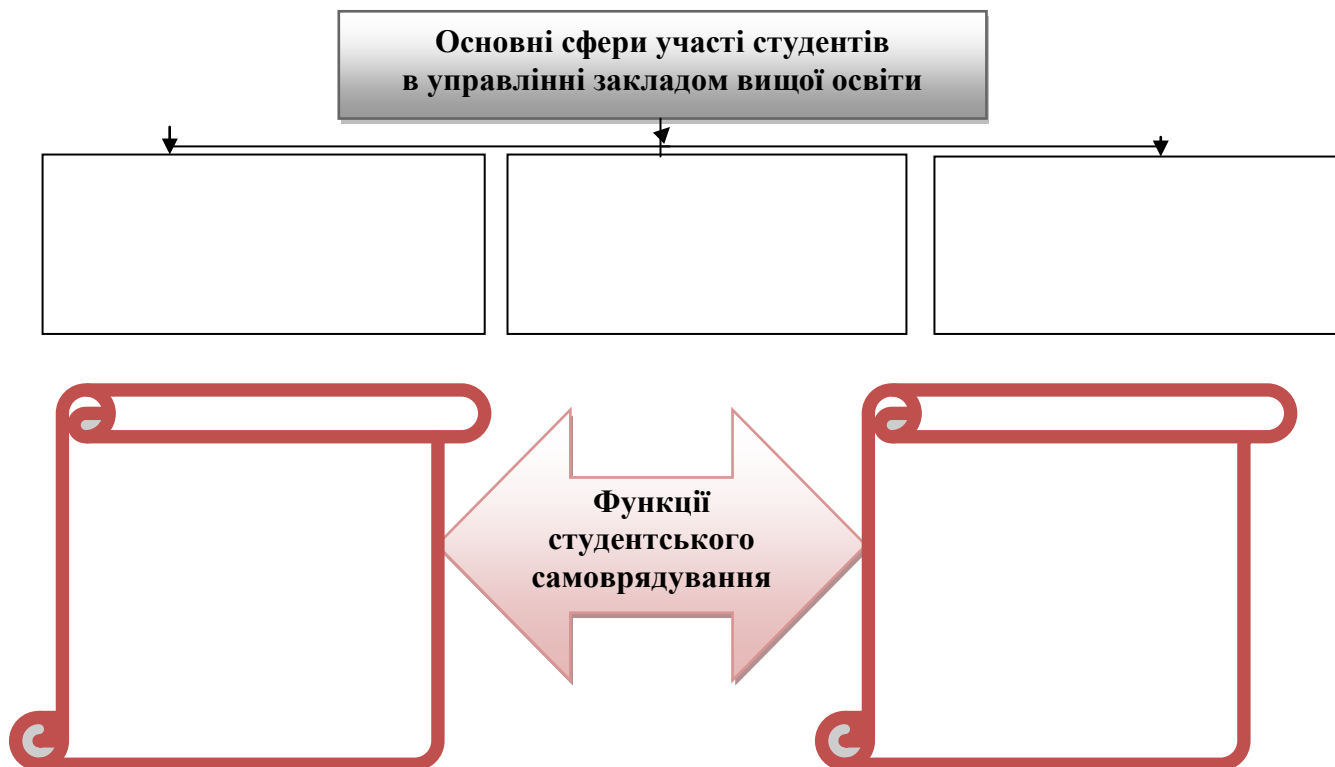 Основні сфери участі студентів
в управлінні закладом вищої освіти
Функції
студентського
самоврядування